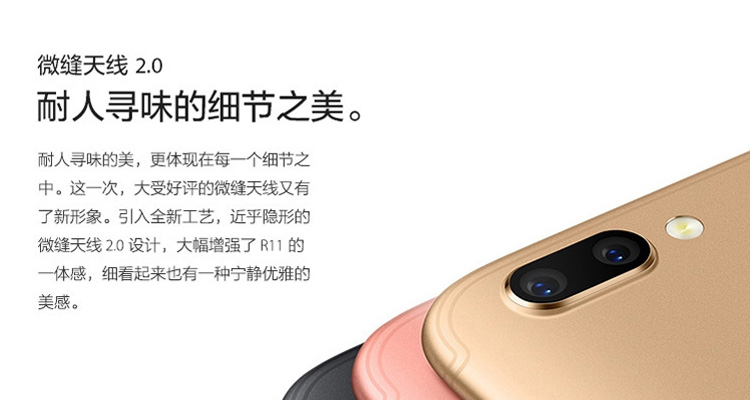 微缝天线 2.0
耐人寻味的细节之美。
耐人寻味的美，更体现在每一个细节之
中。这一次，大受好评的微缝天线又有
了新形象。引入全新工艺，近乎隐形的
微缝天线 2.0 设计，大幅增强了 R11 的
一体感，细看起来也有一种宁静优雅的
美感。